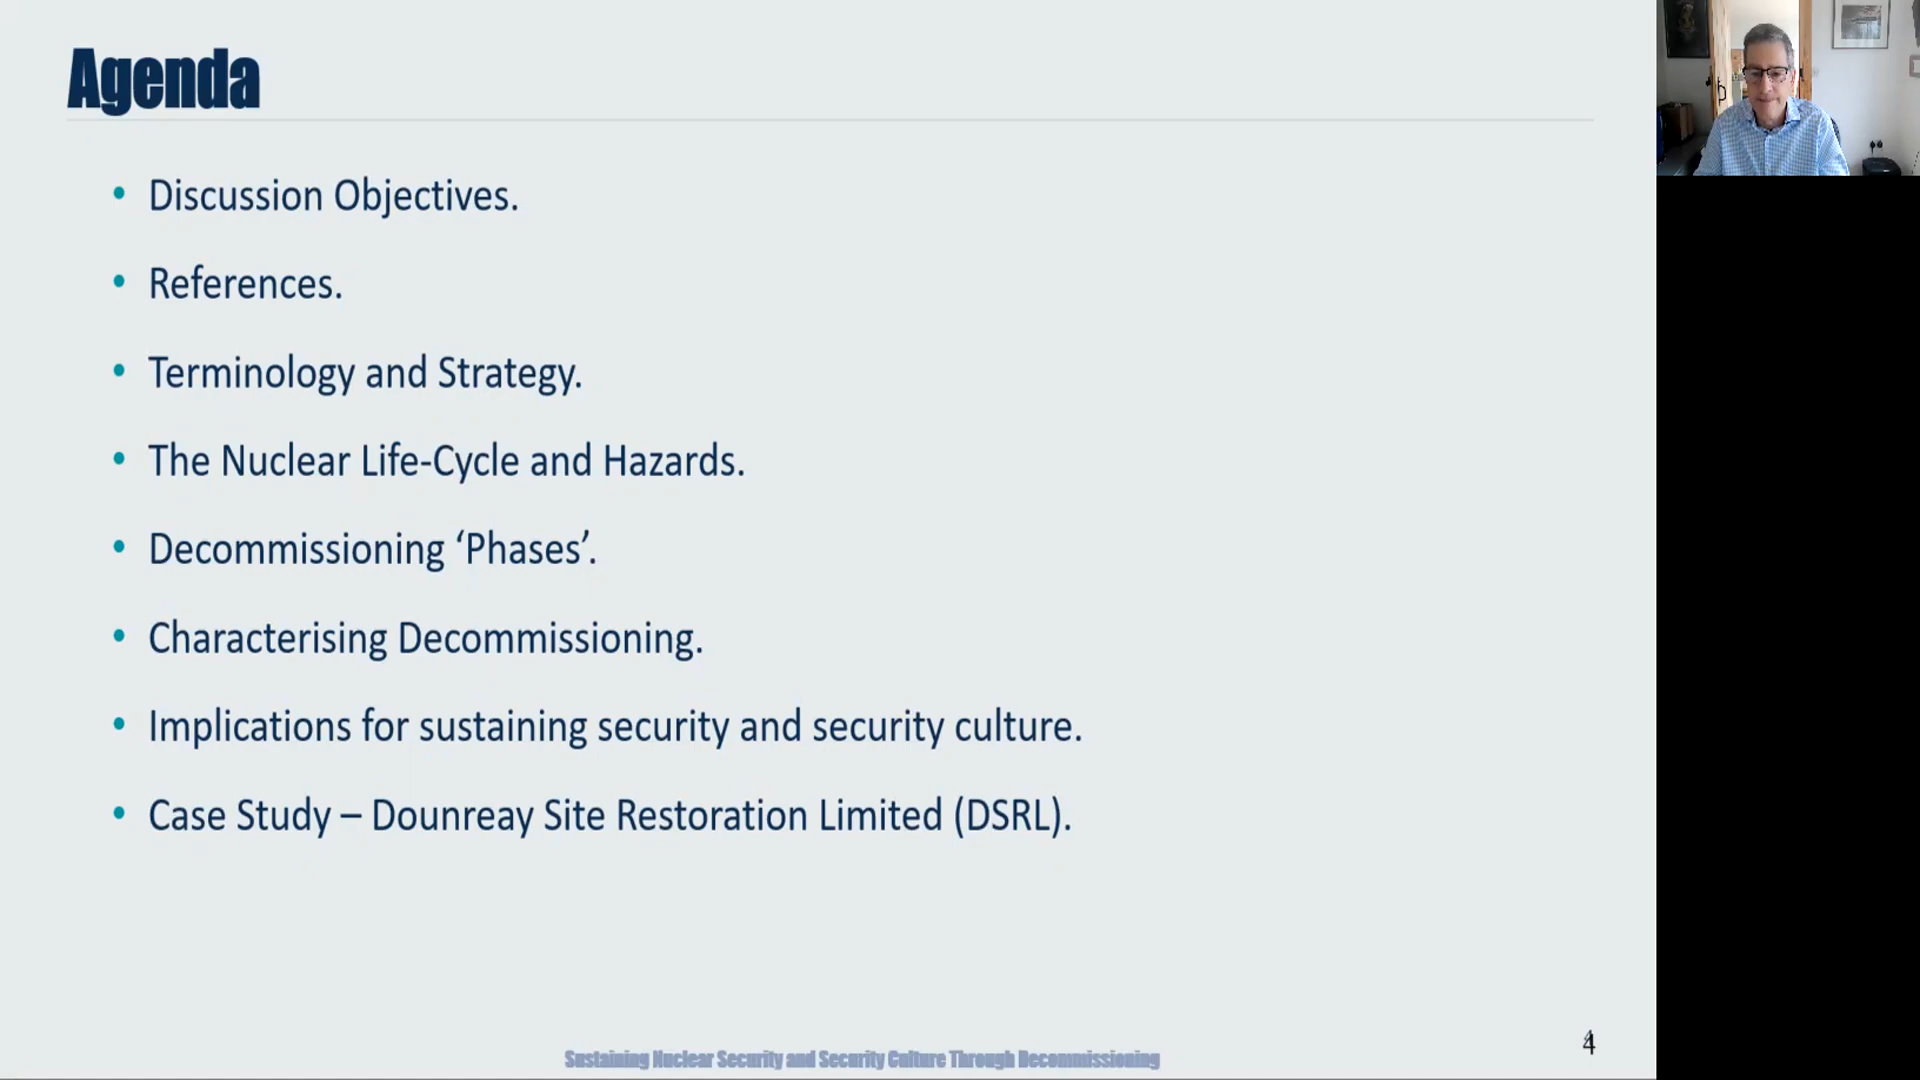 Agenda
• Discussion Objectives.
• References.
• Terminology and Strategy.
• The Nuclear Life-Cycle and Hazards.
• Decommissioning ‘Phases’.
• Characterising Decommissioning.
• Implications for sustaining security and security culture.
• Case Study – Dounreay Site Restoration Limited (DSRL).
4
Sustaining Nuclear Security and Security Culture Through Decommissioning